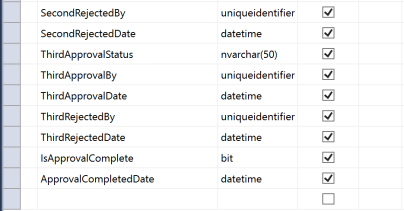 SecondRejectedBy uniqueidentifier
SecondRejectedDate datetime
ThirdApprovalStatus nvarchar(50)
ThirdApprovalBy uniqueidentifier
ThirdApprovalDate datetime
ThirdRejectedBy uniqueidentifier
ThirdRejectedDate datetime
IsApprovalComplete bit
ApprovalCompletedDate datetime